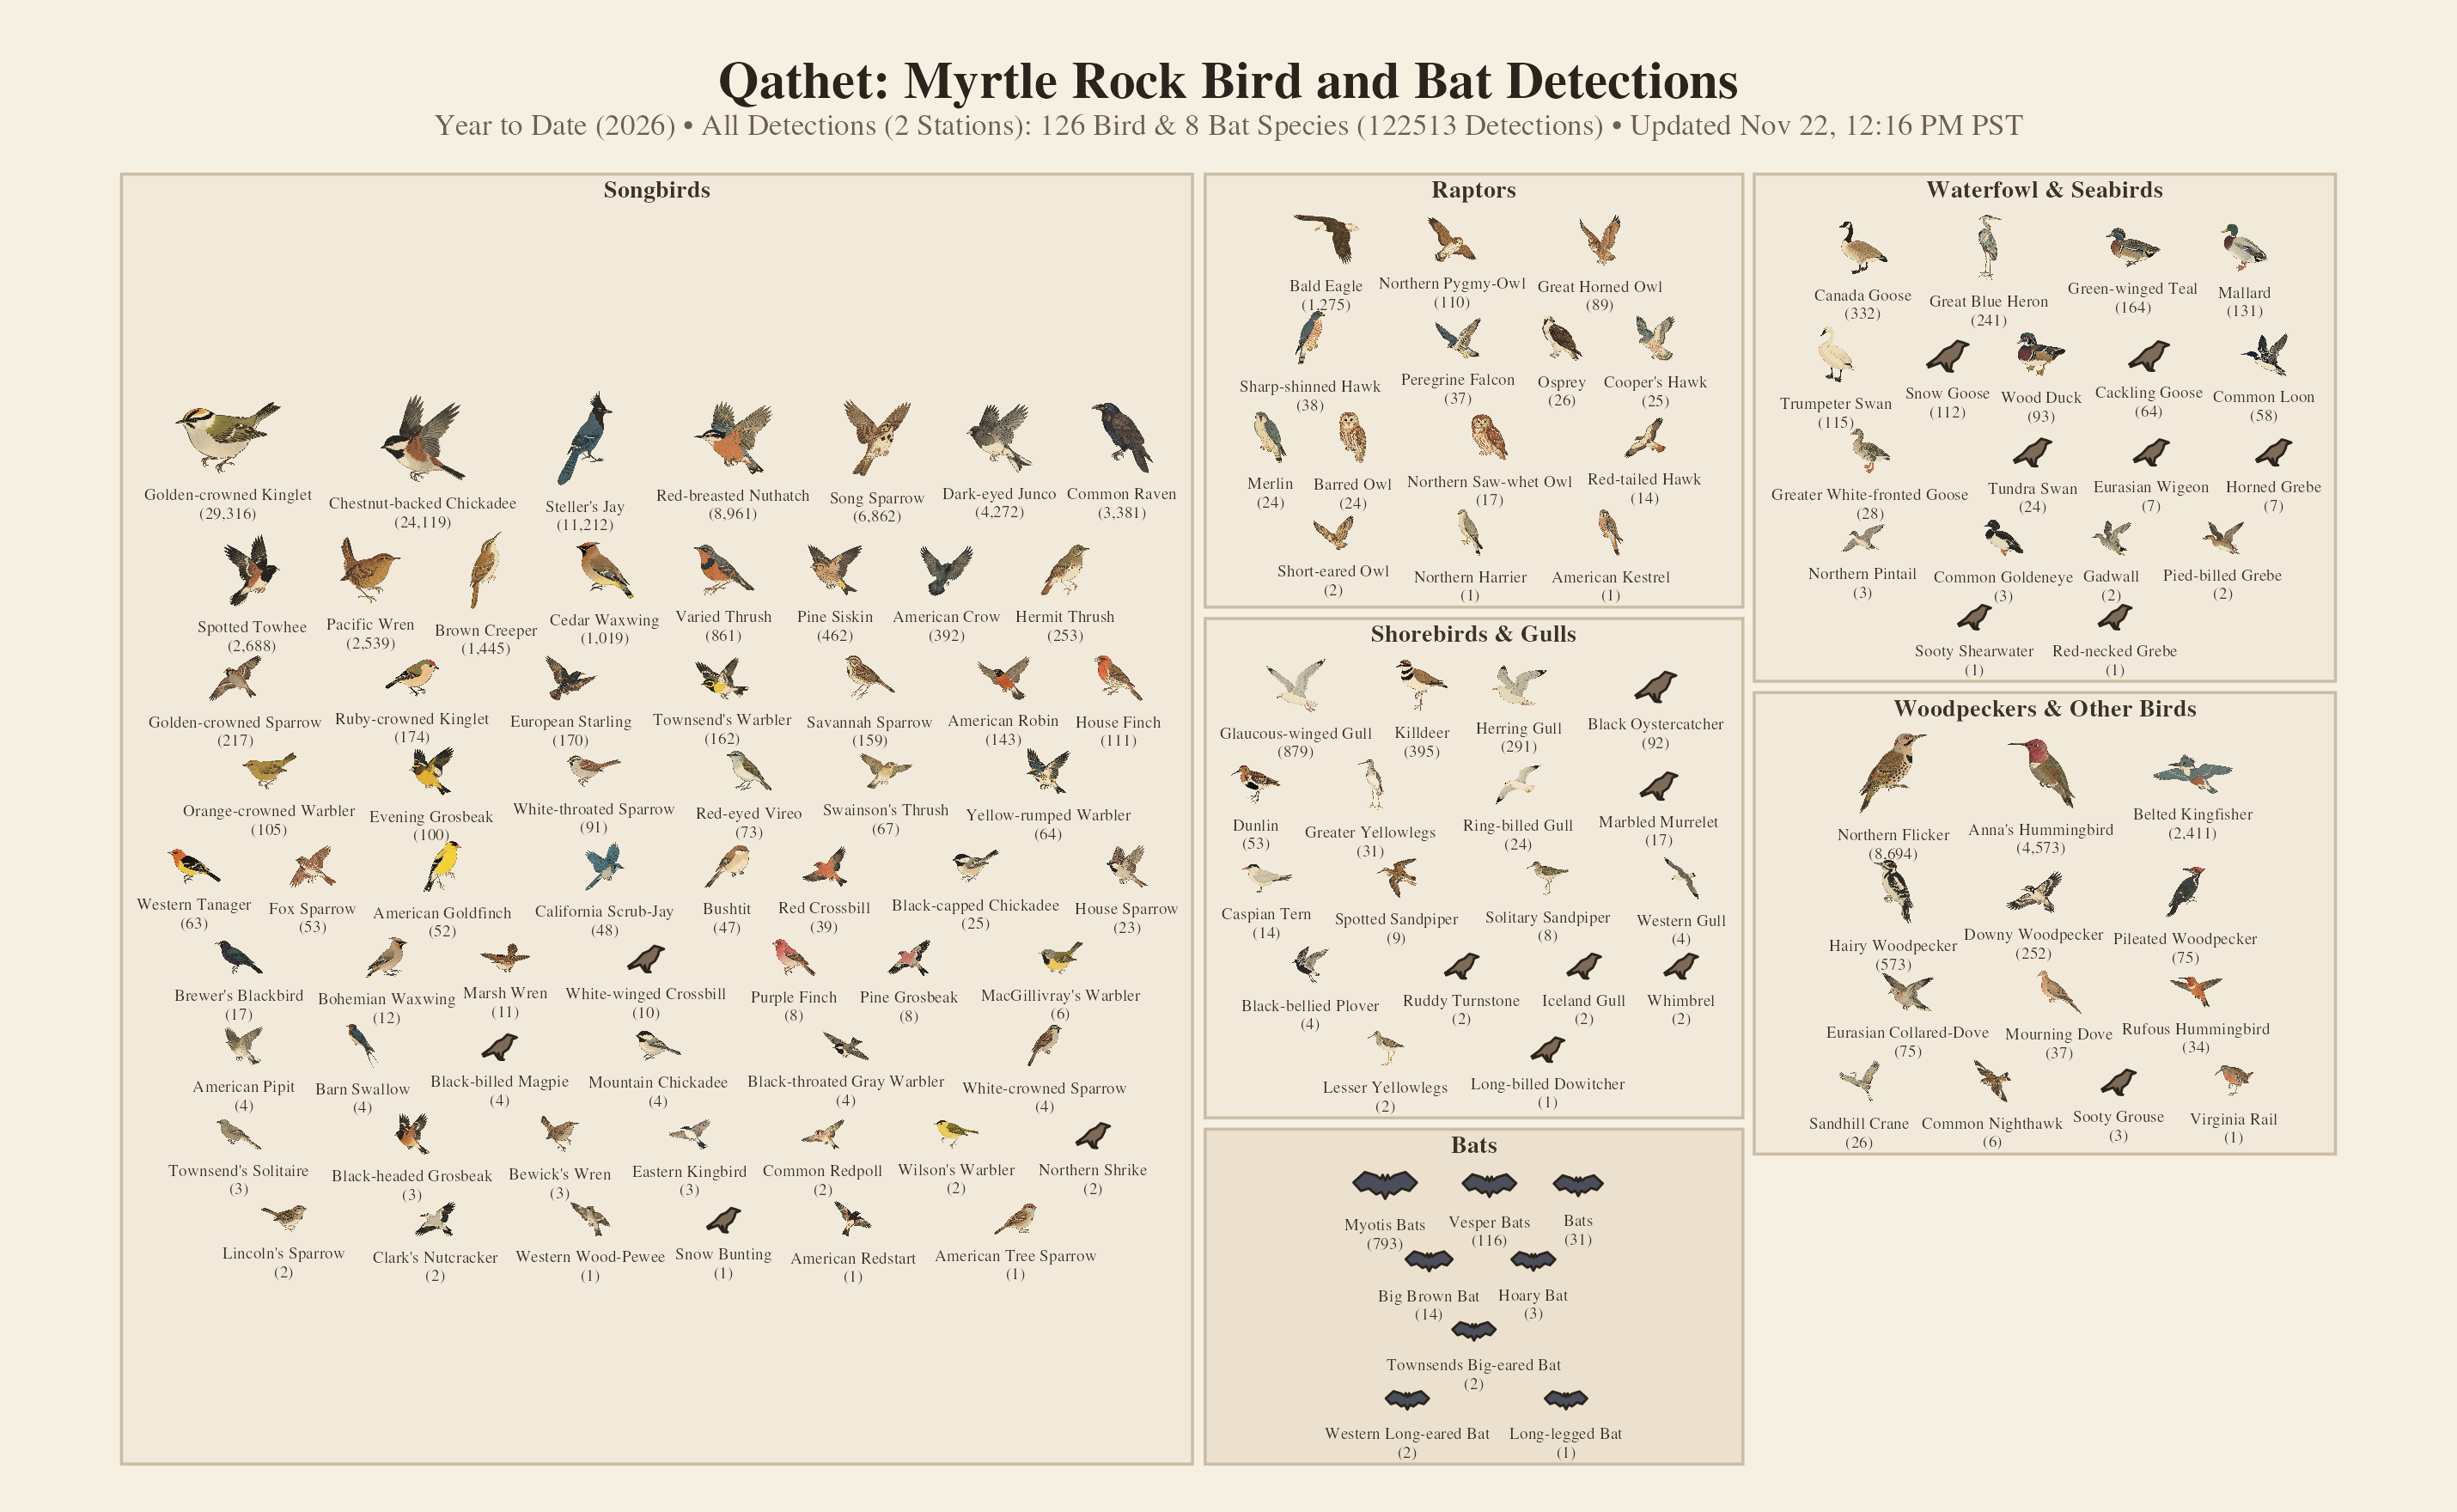 Qathet: Myrtle Rock Bird and Bat Detections
Year to Date (2026) • All Detections (2 Stations): 126 Bird & 8 Bat Species (122513 Detections) • Updated Nov 22, 12:16 PM PST
Songbirds
Golden-crowned Kinglet
(29,316)
Chestnut-backed Chickadee
(24,119)
Steller's Jay
(11,212)
Red-breasted Nuthatch
(8,961)
Song Sparrow
(6,862)
Dark-eyed Junco
(4,272)
Common Raven
(3,381)
Spotted Towhee
(2,688)
Pacific Wren
(2,539)
Brown Creeper
(1,445)
Cedar Waxwing
(1,019)
Varied Thrush
(861)
Pine Siskin
(462)
American Crow
(392)
Hermit Thrush
(253)
Golden-crowned Sparrow
(217)
Ruby-crowned Kinglet
(174)
European Starling
(170)
Townsend's Warbler
(162)
Savannah Sparrow
(159)
American Robin
(143)
House Finch
(111)
Orange-crowned Warbler
(105)
Evening Grosbeak
(100)
White-throated Sparrow
(91)
Red-eyed Vireo
(73)
Swainson's Thrush
(67)
Yellow-rumped Warbler
(64)
Western Tanager
(63)
Fox Sparrow
(53)
American Goldfinch
(52)
California Scrub-Jay
(48)
Bushtit
(47)
Red Crossbill
(39)
Black-capped Chickadee
(25)
House Sparrow
(23)
Brewer's Blackbird
(17)
Bohemian Waxwing
(12)
Marsh Wren
(11)
White-winged Crossbill
(10)
Purple Finch
(8)
Pine Grosbeak
(8)
MacGillivray's Warbler
(6)
American Pipit
(4)
Barn Swallow
(4)
Black-billed Magpie
(4)
Mountain Chickadee
(4)
Black-throated Gray Warbler
(4)
White-crowned Sparrow
(4)
Townsend's Solitaire
(3)
Black-headed Grosbeak
(3)
Bewick's Wren
(3)
Eastern Kingbird
(3)
Common Redpoll
(2)
Wilson's Warbler
(2)
Northern Shrike
(2)
Lincoln's Sparrow
(2)
Clark's Nutcracker
(2)
Western Wood-Pewee
(1)
Snow Bunting
(1)
American Redstart
(1)
American Tree Sparrow
(1)
Raptors
Bald Eagle
(1,275)
Northern Pygmy-Owl
(110)
Great Horned Owl
(89)
Sharp-shinned Hawk
(38)
Peregrine Falcon
(37)
Osprey
(26)
Cooper's Hawk
(25)
Merlin
(24)
Barred Owl
(24)
Northern Saw-whet Owl
(17)
Red-tailed Hawk
(14)
Short-eared Owl
(2)
Northern Harrier
(1)
American Kestrel
(1)
Shorebirds & Gulls
Glaucous-winged Gull
(879)
Killdeer
(395)
Herring Gull
(291)
Black Oystercatcher
(92)
Dunlin
(53)
Greater Yellowlegs
(31)
Ring-billed Gull
(24)
Marbled Murrelet
(17)
Caspian Tern
(14)
Spotted Sandpiper
(9)
Solitary Sandpiper
(8)
Western Gull
(4)
Black-bellied Plover
(4)
Ruddy Turnstone
(2)
Iceland Gull
(2)
Whimbrel
(2)
Lesser Yellowlegs
(2)
Long-billed Dowitcher
(1)
Bats
Myotis Bats
(793)
Vesper Bats
(116)
Bats
(31)
Big Brown Bat
(14)
Hoary Bat
(3)
Townsends Big-eared Bat
(2)
Western Long-eared Bat
(2)
Long-legged Bat
(1)
Waterfowl & Seabirds
Canada Goose
(332)
Great Blue Heron
(241)
Green-winged Teal
(164)
Mallard
(131)
Trumpeter Swan
(115)
Snow Goose
(112)
Wood Duck
(93)
Cackling Goose
(64)
Common Loon
(58)
Greater White-fronted Goose
(28)
Tundra Swan
(24)
Eurasian Wigeon
(7)
Horned Grebe
(7)
Northern Pintail
(3)
Common Goldeneye
(3)
Gadwall
(2)
Pied-billed Grebe
(2)
Sooty Shearwater
(1)
Red-necked Grebe
(1)
Woodpeckers & Other Birds
Northern Flicker
(8,694)
Anna's Hummingbird
(4,573)
Belted Kingfisher
(2,411)
Hairy Woodpecker
(573)
Downy Woodpecker
(252)
Pileated Woodpecker
(75)
Eurasian Collared-Dove
(75)
Mourning Dove
(37)
Rufous Hummingbird
(34)
Sandhill Crane
(26)
Common Nighthawk
(6)
Sooty Grouse
(3)
Virginia Rail
(1)